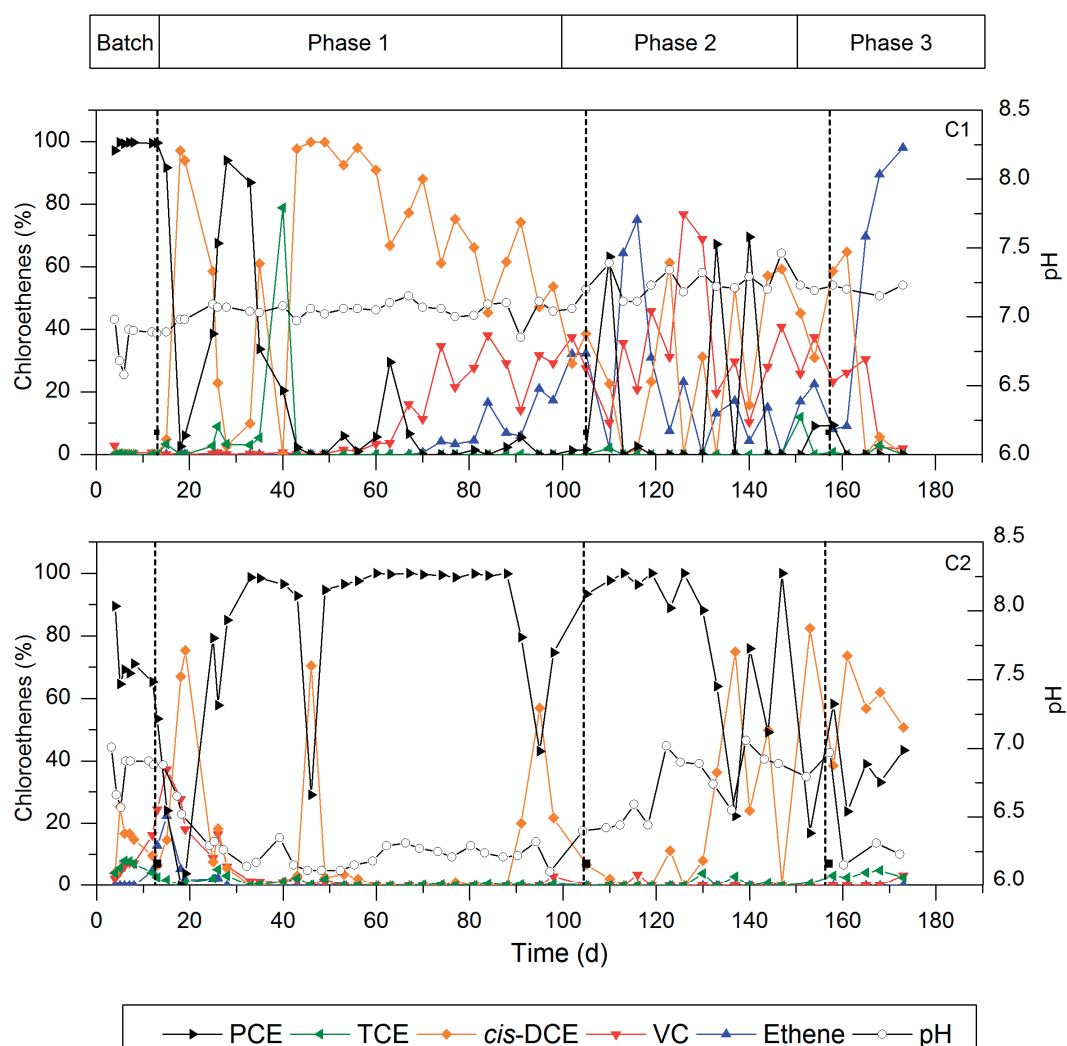 Batch Phase 1 Phase 2 Phase 3
C1
Chloroethenes (%)
100
80
60
40
20
0
8.5
8.0
7.5
7.0
6.5
6.0
pH
0 20 40 60 80 100 120 140 160 180
C2
Chloroethenes (%)
100
80
60
40
20
0
8.5
8.0
7.5
7.0
6.5
6.0
pH
0 20 40 60 80 100 120 140 160 180
Time (d)
PCE TCE cis-DCE VC Ethene pH